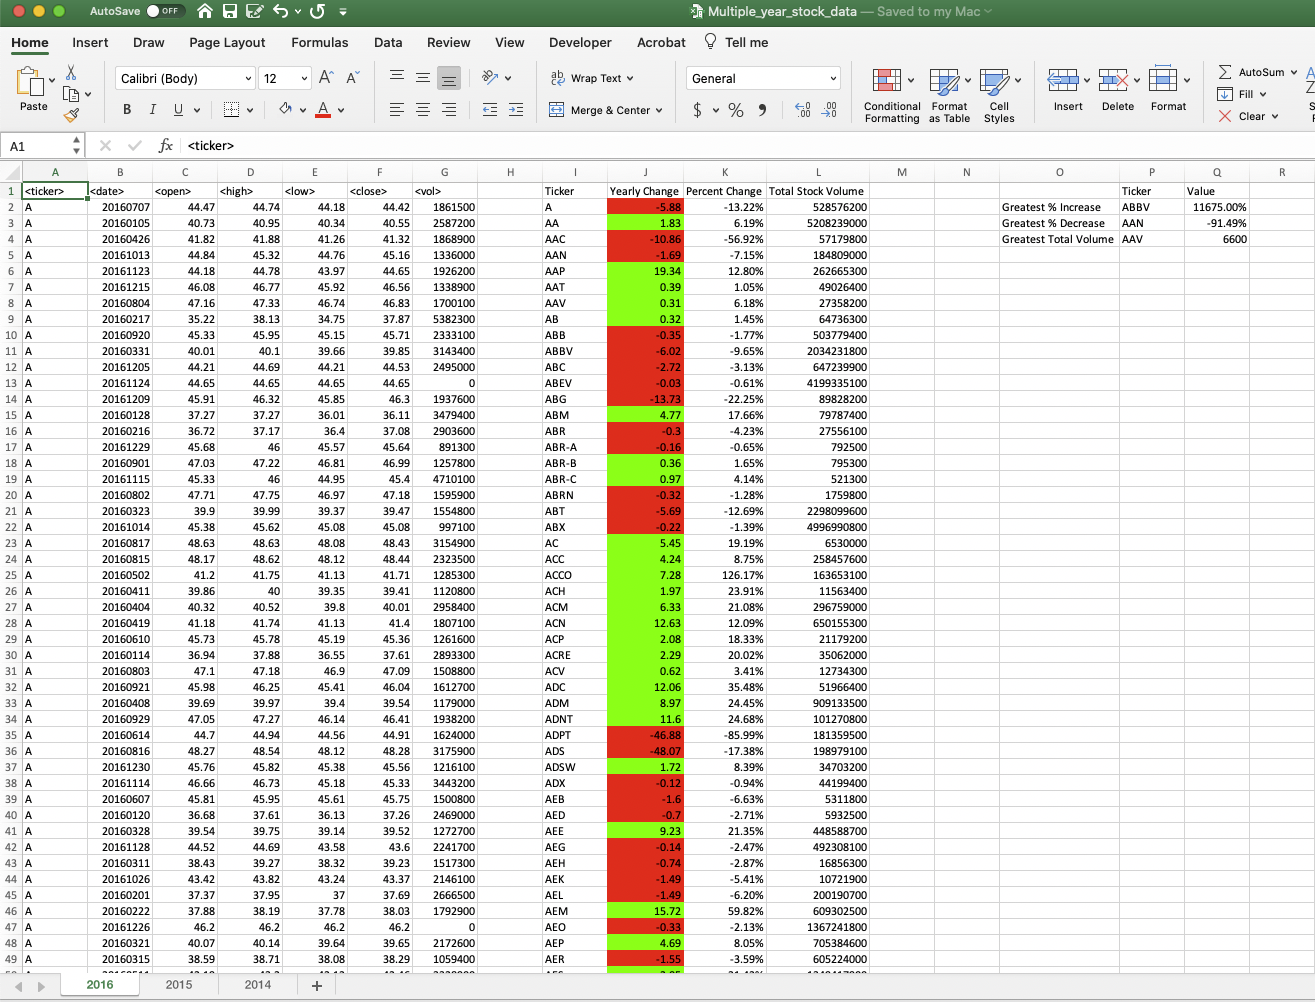 AutoSave OFF Multiple_year_stock_data — Saved to my Mac
Home Insert Draw Page Layout Formulas Data Review View Developer Acrobat Tell me
Paste Calibri (Body) 12 A A Wrap Text General Conditional Formatting Format as Table Cell Styles Insert Delete Format AutoSum
B I U A Merge & Center $ % Fill
Clear
A1 fx <ticker>
A B C D E F G H I J K L M N O P Q R
1 <ticker> <date> <open> <high> <low> <close> <vol> Ticker Yearly Change Percent Change Total Stock Volume Ticker Value
2 A 20160707 44.47 44.74 44.18 44.42 1861500 A -5.88 -13.22% 528576200 Greatest % Increase ABBV 11675.00%
3 A 20160105 40.73 40.95 40.34 40.55 2587200 AA 1.83 6.19% 5208239000 Greatest % Decrease AAN -91.49%
4 A 20160426 41.82 41.88 41.26 41.32 1868900 AAC -10.86 -56.92% 57179800 Greatest Total Volume AAV 6600
5 A 20161013 44.84 45.32 44.76 45.16 1336000 AAN -1.69 -7.15% 184809000
6 A 20161123 44.18 44.78 43.97 44.65 1926200 AAP 19.34 12.80% 262665300
7 A 20161215 46.08 46.77 45.92 46.56 1338900 AAT 0.39 1.05% 49026400
8 A 20160804 47.16 47.33 46.74 46.83 1700100 AAV 0.31 6.18% 27358200
9 A 20160217 35.22 38.13 34.75 37.87 5382300 AB 0.32 1.45% 64736300
10 A 20160920 45.33 45.95 45.15 45.71 2333100 ABB -0.35 -1.77% 503779400
11 A 20160331 40.01 40.1 39.66 39.85 3143400 ABBV -6.02 -9.65% 2034231800
12 A 20161205 44.21 44.69 44.21 44.53 2495000 ABC -2.72 -3.13% 647239900
13 A 20161124 44.65 44.65 44.65 44.65 0 ABEV -0.03 -0.61% 4199335100
14 A 20161209 45.91 46.32 45.85 46.3 1937600 ABG -13.73 -22.25% 89828200
15 A 20160128 37.27 37.27 36.01 36.11 3479400 ABM 4.77 17.66% 79787400
16 A 20160216 36.72 37.17 36.4 37.08 2903600 ABR -0.3 -4.23% 27556100
17 A 20161229 45.68 46 45.57 45.64 891300 ABR-A -0.16 -0.65% 792500
18 A 20160901 47.03 47.22 46.81 46.99 1257800 ABR-B 0.36 1.65% 795300
19 A 20161115 45.33 46 44.95 45.4 4710100 ABR-C 0.97 4.14% 521300
20 A 20160802 47.71 47.75 46.97 47.18 1595900 ABRN -0.32 -1.28% 1759800
21 A 20160323 39.9 39.99 39.37 39.47 1554800 ABT -5.69 -12.69% 2298099600
22 A 20161014 45.38 45.62 45.08 45.08 997100 ABX -0.22 -1.39% 4996990800
23 A 20160817 48.63 48.63 48.08 48.43 3154900 AC 5.45 19.19% 6530000
24 A 20160815 48.17 48.62 48.12 48.44 2323500 ACC 4.24 8.75% 258457600
25 A 20160502 41.2 41.75 41.13 41.71 1285300 ACCO 7.28 126.17% 163653100
26 A 20160411 39.86 40 39.35 39.41 1120800 ACH 1.97 23.91% 11563400
27 A 20160404 40.32 40.52 39.8 40.01 2958400 ACM 6.33 21.08% 296759000
28 A 20160419 41.18 41.74 41.13 41.4 1807100 ACN 12.63 12.09% 650155300
29 A 20160610 45.73 45.78 45.19 45.36 1261600 ACP 2.08 18.33% 21179200
30 A 20160114 36.94 37.88 36.55 37.61 2893300 ACRE 2.29 20.02% 35062000
31 A 20160803 47.1 47.18 46.9 47.09 1508800 ACV 0.62 3.41% 12734300
32 A 20160921 45.98 46.25 45.41 46.04 1612700 ADC 12.06 35.48% 51966400
33 A 20160408 39.69 39.97 39.4 39.54 1179000 ADM 8.97 24.45% 909133500
34 A 20160929 47.05 47.27 46.14 46.41 1938200 ADNT 11.6 24.68% 101270800
35 A 20160614 44.7 44.94 44.56 44.91 1624000 ADPT -46.88 -85.99% 181359500
36 A 20160816 48.27 48.54 48.12 48.28 3175900 ADS -48.07 -17.38% 198979100
37 A 20161230 45.76 45.82 45.38 45.56 1216100 ADSW 1.72 8.39% 34703200
38 A 20161114 46.66 46.73 45.18 45.33 3443200 ADX -0.12 -0.94% 44199400
39 A 20160607 45.81 45.95 45.61 45.75 1500800 AEB -1.6 -6.63% 5311800
40 A 20160120 36.68 37.61 36.13 37.26 2469000 AED -0.7 -2.71% 5932500
41 A 20160328 39.54 39.75 39.14 39.52 1272700 AEE 9.23 21.35% 448588700
42 A 20161128 44.52 44.69 43.58 43.6 2241700 AEG -0.14 -2.47% 492308100
43 A 20160311 38.43 39.27 38.32 39.23 1517300 AEH -0.74 -2.87% 16856300
44 A 20161026 43.42 43.82 43.24 43.37 2146100 AEK -1.49 -5.41% 10721900
45 A 20160201 37.37 37.95 37 37.69 2666500 AEL -1.49 -6.20% 200190700
46 A 20160222 37.88 38.19 37.78 38.03 1792900 AEM 15.72 59.82% 609302500
47 A 20161226 46.2 46.2 46.2 46.2 0 AEO -0.33 -2.13% 1367241800
48 A 20160321 40.07 40.14 39.64 39.65 2172600 AEP 4.69 8.05% 705384600
49 A 20160315 38.59 38.71 38.08 38.29 1059400 AER -1.55 -3.59% 605224000
2016 2015 2014